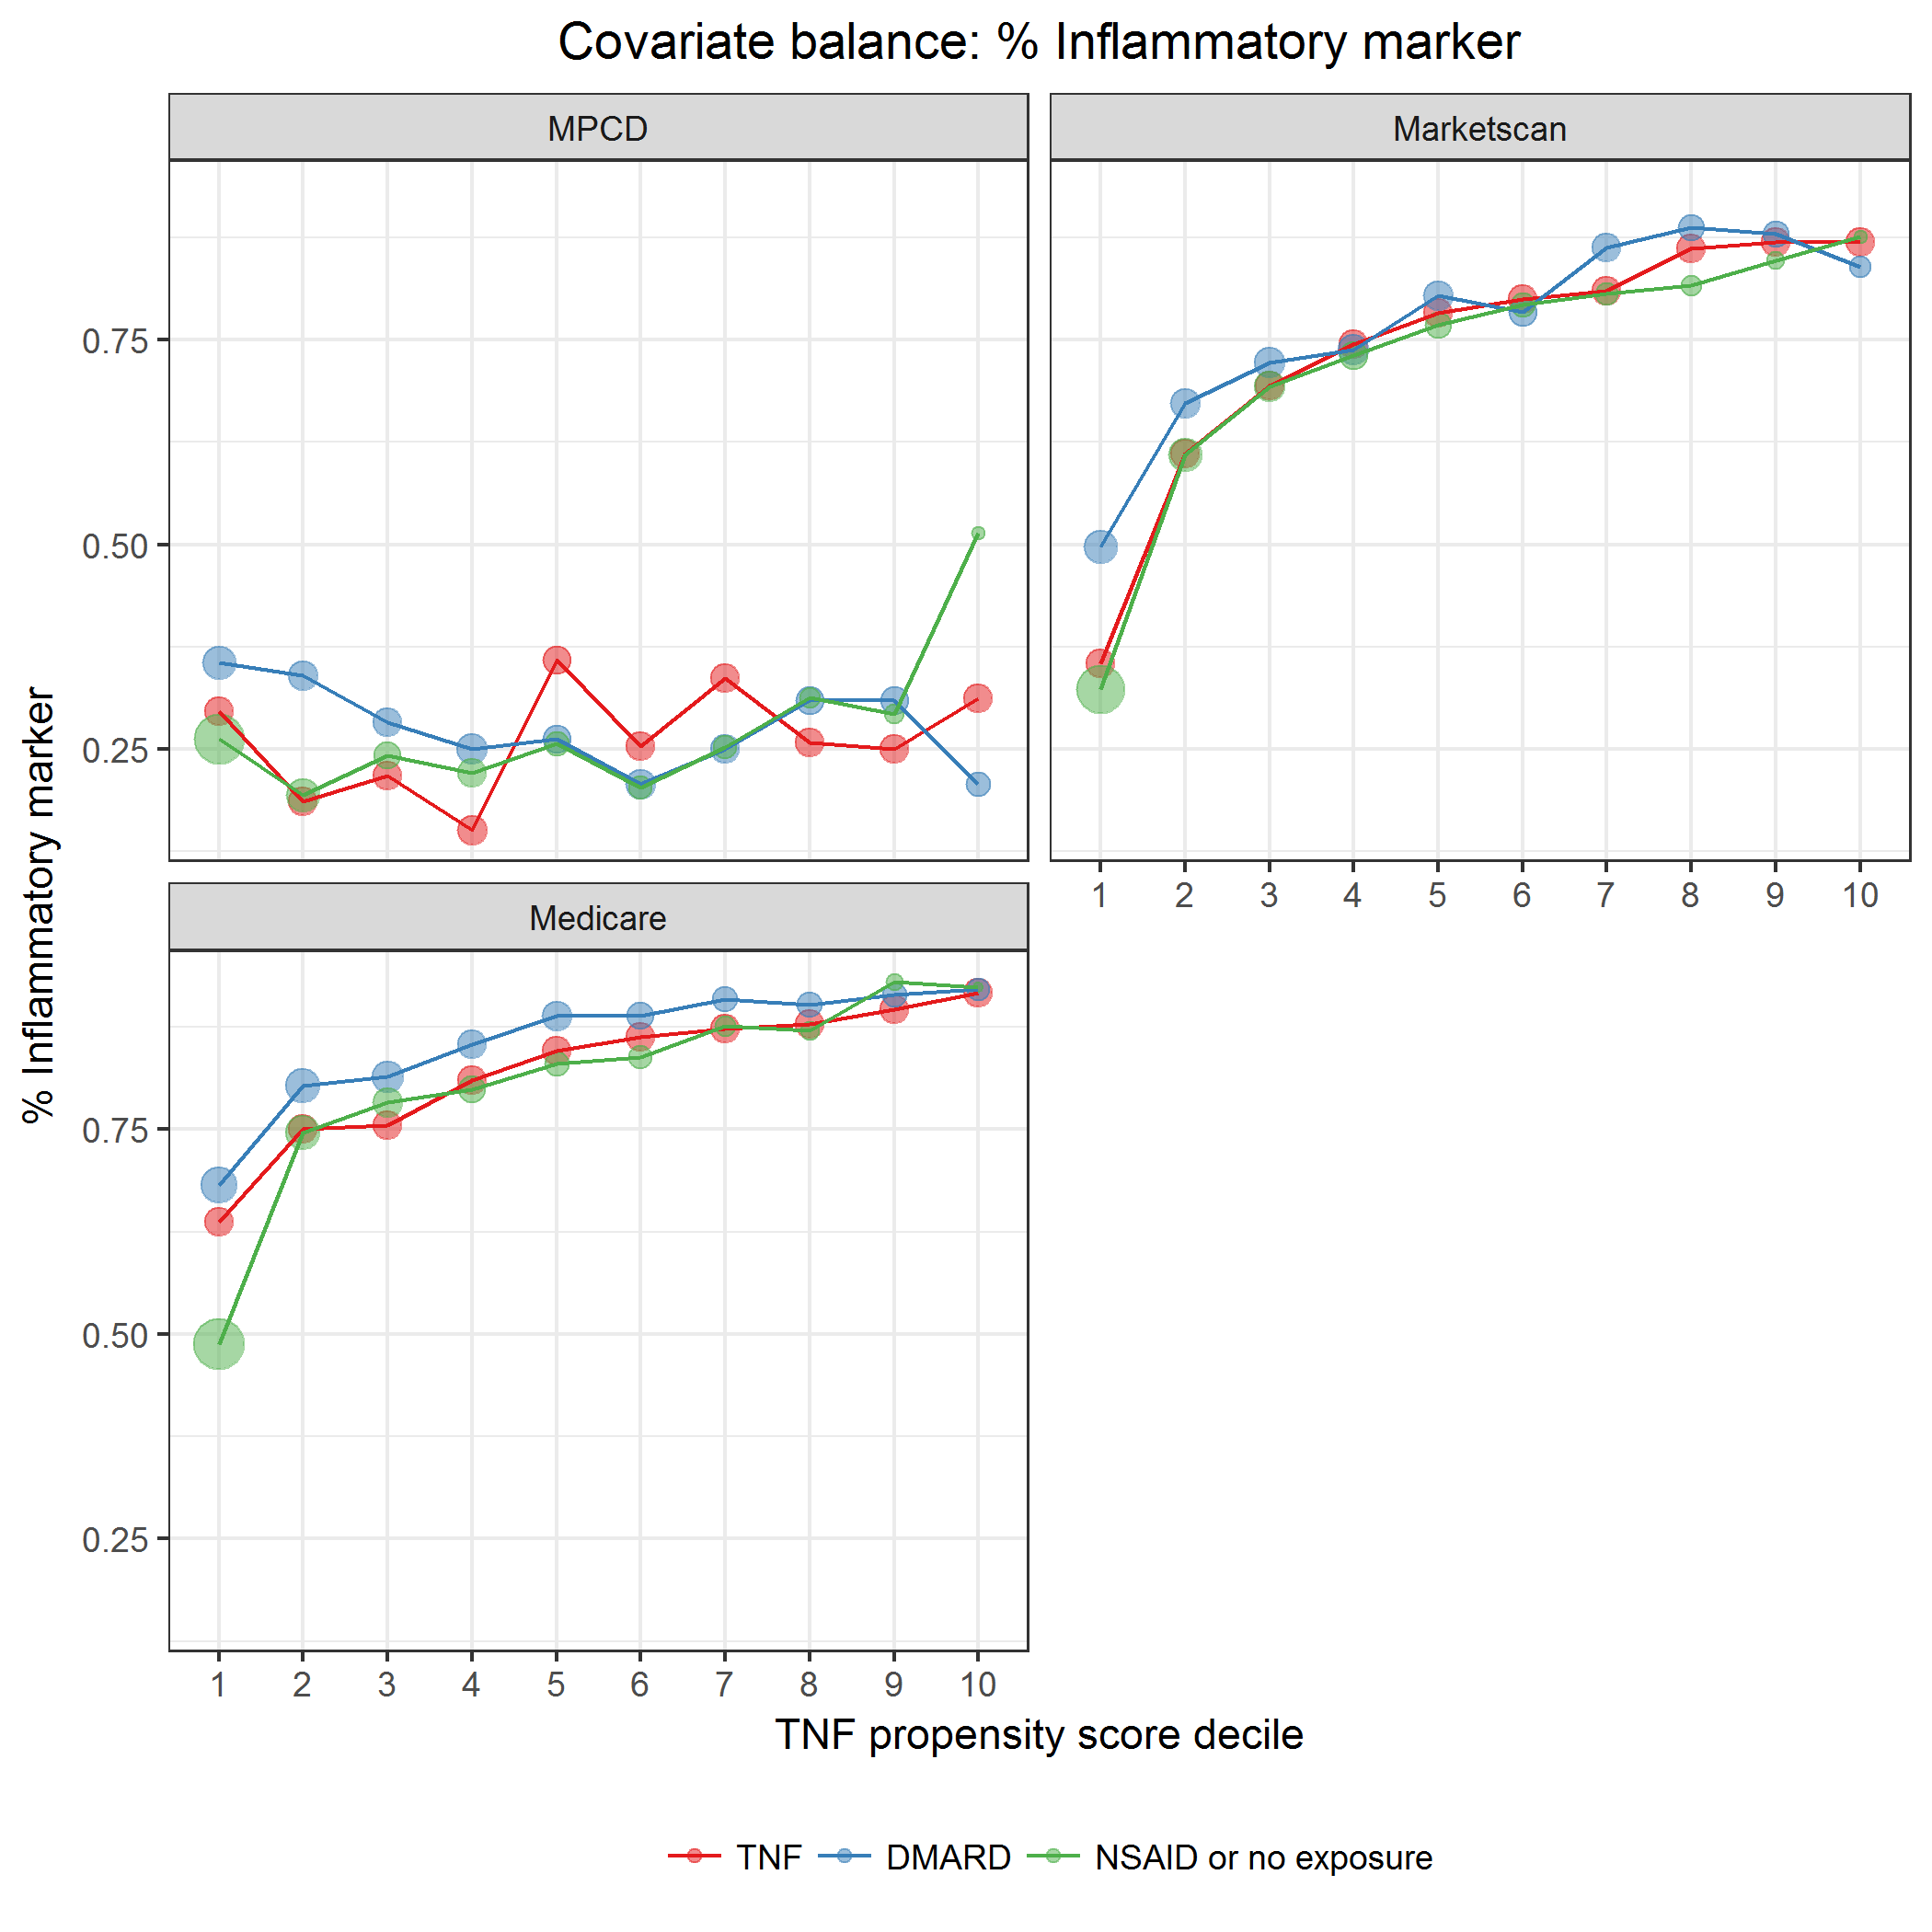 Covariate balance: % Inflammatory marker
MPCD
Marketscan
0.75
0.50
0.25
1 2 3 4 5 6 7 8 9 10
Medicare
0.75
0.50
0.25
1 2 3 4 5 6 7 8 9 10
% Inflammatory marker
TNF propensity score decile
TNF DMARD NSAID or no exposure